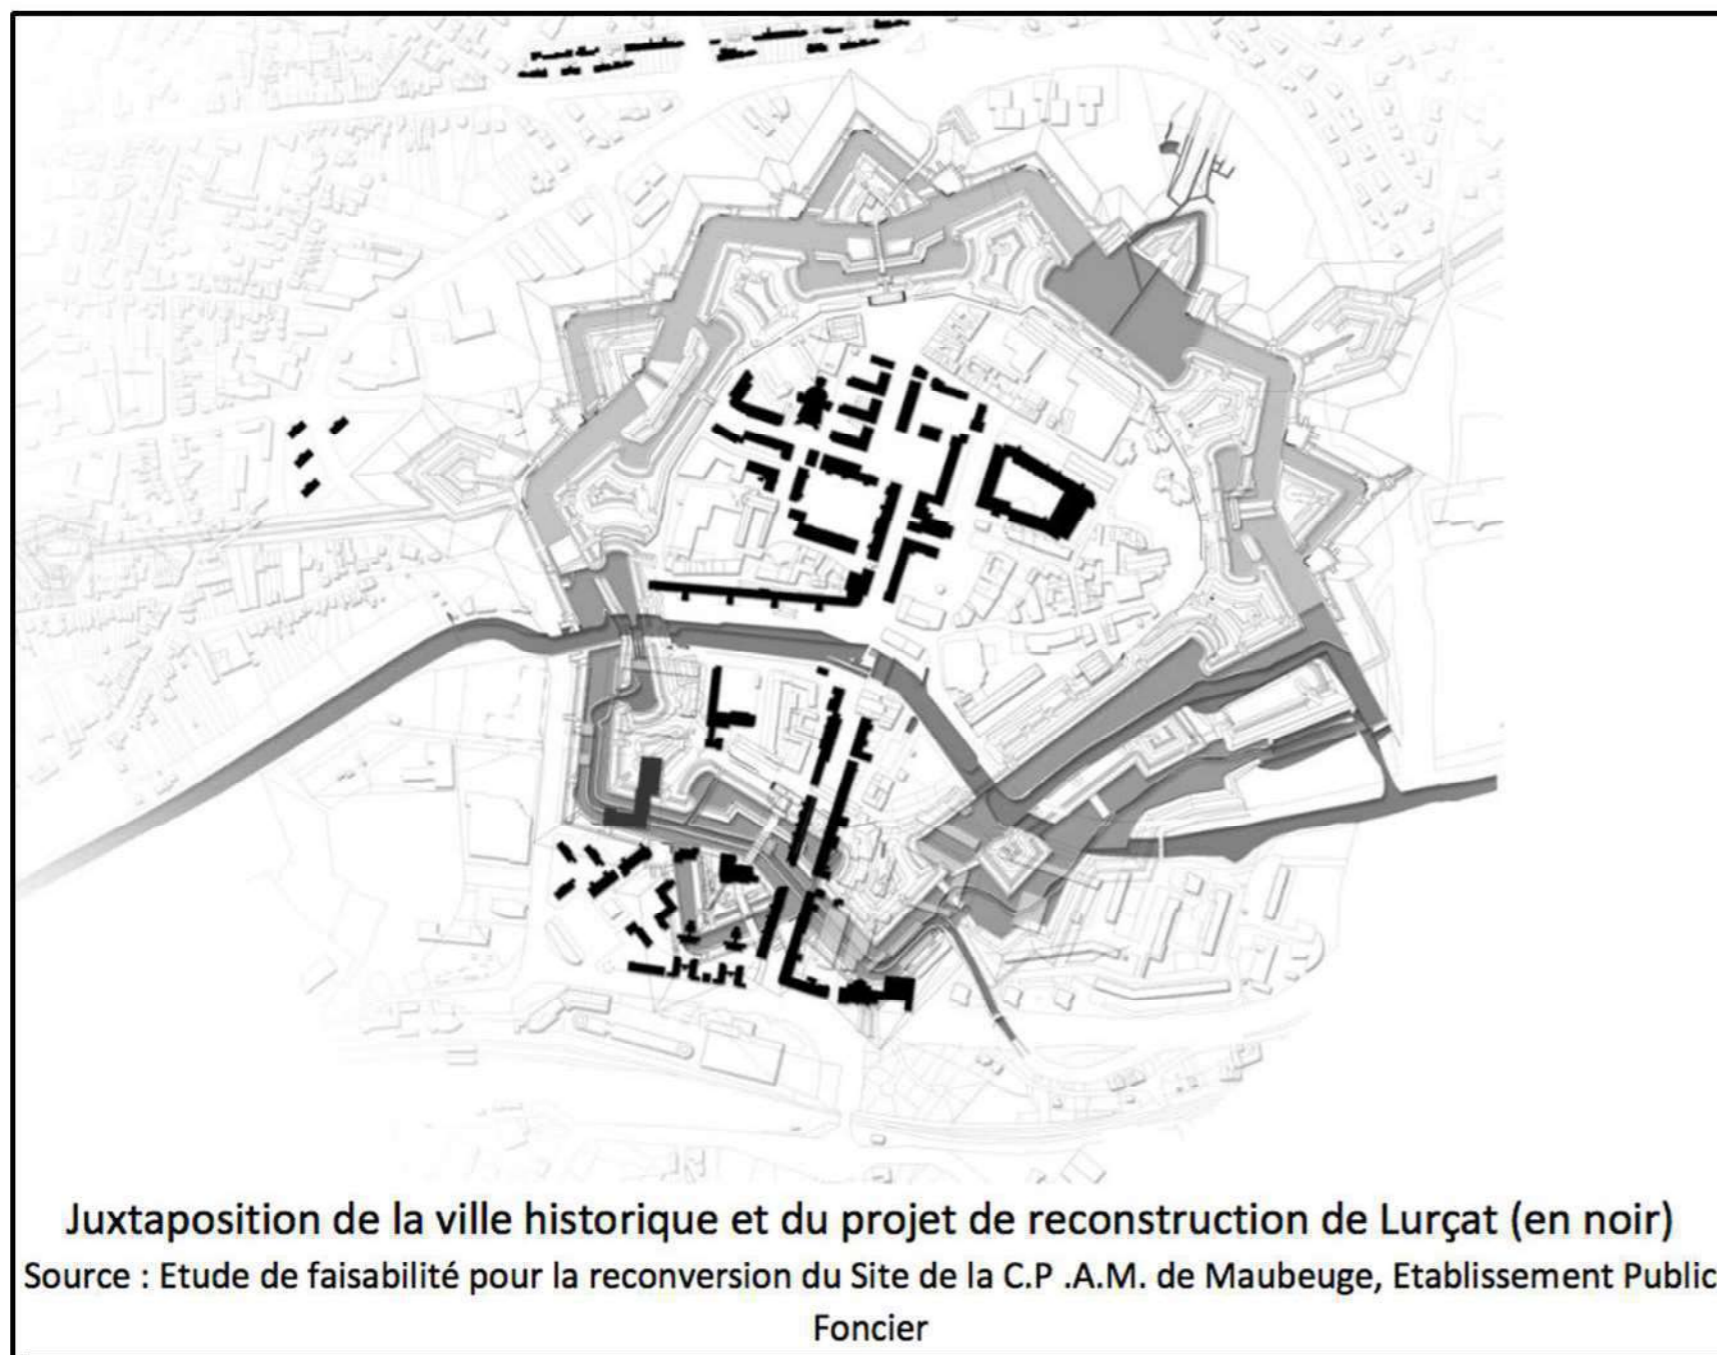 Juxtaposition de la ville historique et du projet de reconstruction de Lurçat (en noir)
Source : Etude de faisabilité pour la reconversion du Site de la C.P .A.M. de Maubeuge, Etablissement Public
Foncier